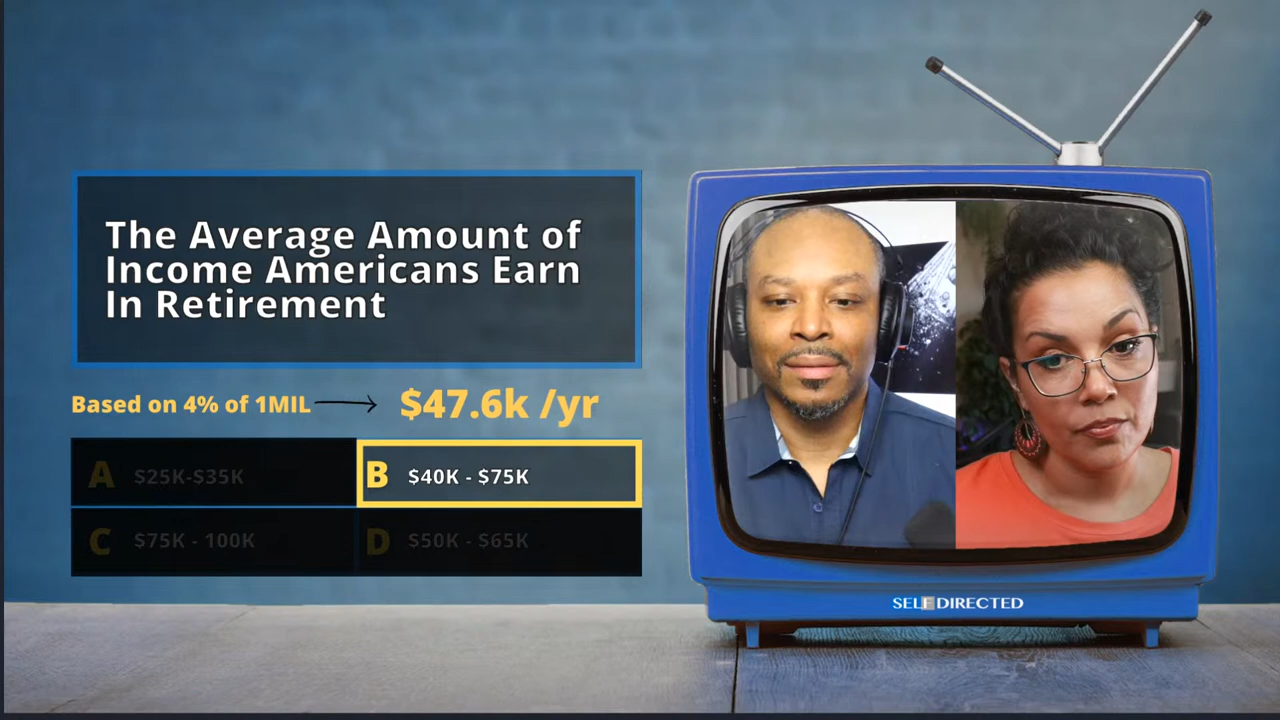 The Average Amount of
Income Americans Earn
In Retirement
Based on 4% of 1MIL
$47.6k /yr
A $25K-$35K
B $40K - $75K
C $75K - 100K
D $50K - $65K
SELFDIRECTED